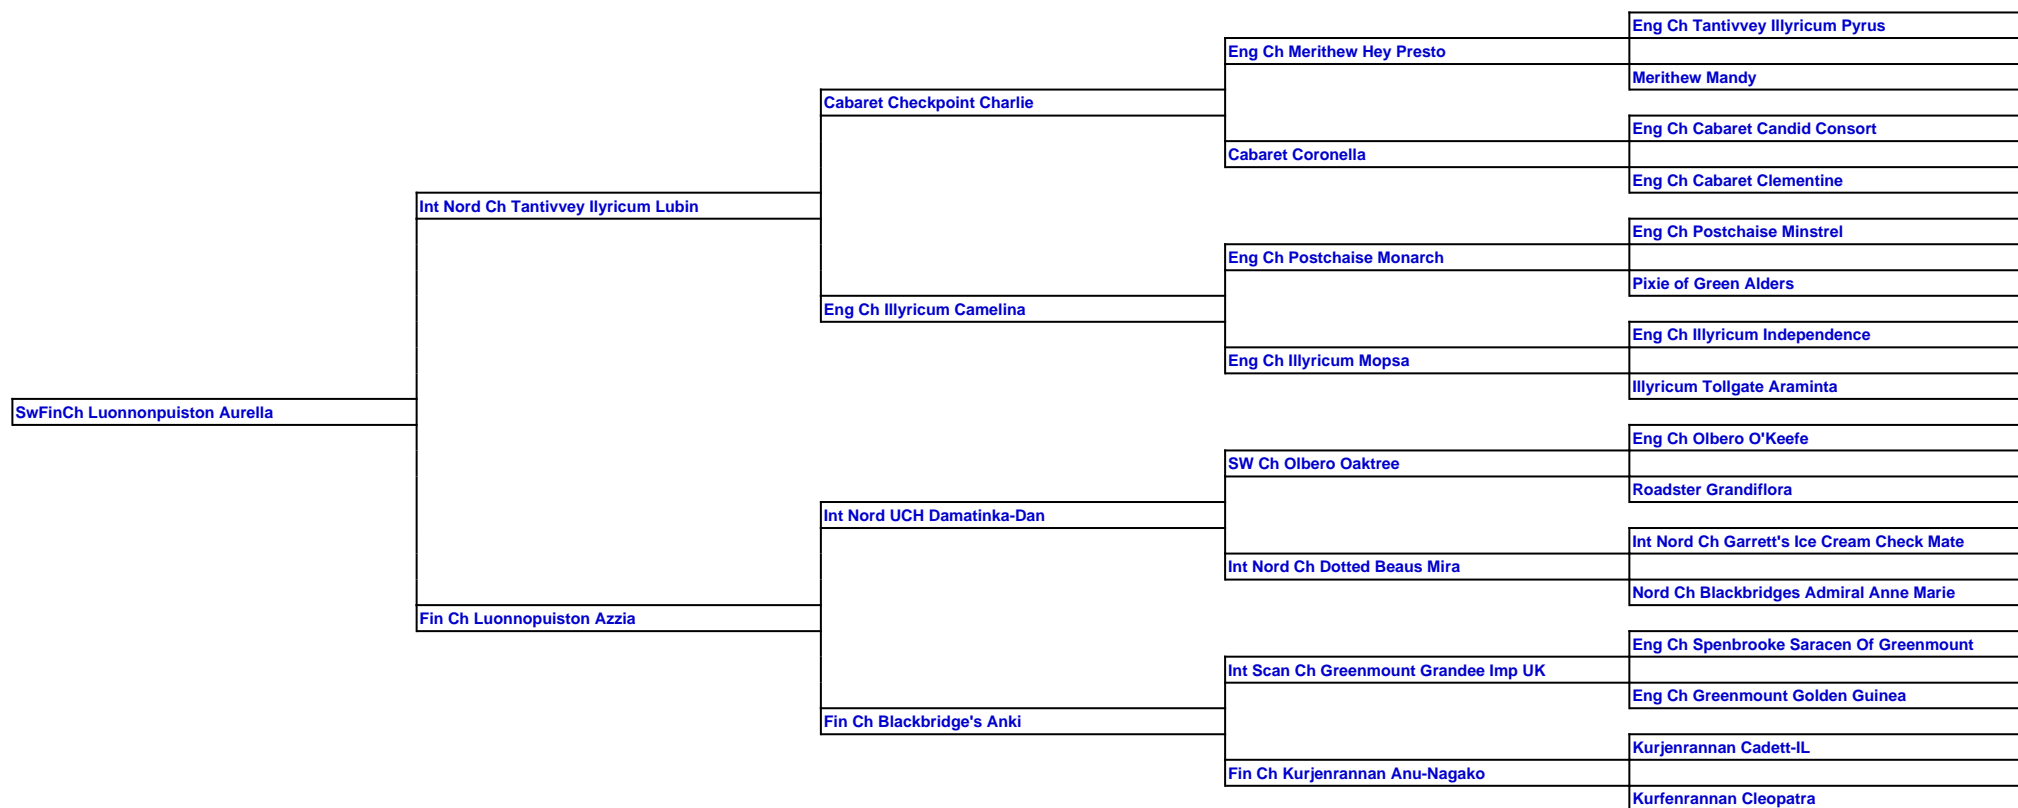 Eng Ch Tantivvey Illyricum Pyrus
Eng Ch Merithew Hey Presto
Merithew Mandy
Cabaret Checkpoint Charlie
Eng Ch Cabaret Candid Consort
Cabaret Coronella
Eng Ch Cabaret Clementine
Int Nord Ch Tantivvey Ilyricum Lubin
Eng Ch Postchaise Minstrel
Eng Ch Postchaise Monarch
Pixie of Green Alders
Eng Ch Illyricum Camelina
Eng Ch Illyricum Independence
Eng Ch Illyricum Mopsa
Illyricum Tollgate Araminta
SwFinCh Luonnonpuiston Aurella
Eng Ch Olbero O'Keefe
SW Ch Olbero Oaktree
Roadster Grandiflora
Int Nord UCH Damatinka-Dan
Int Nord Ch Garrett's Ice Cream Check Mate
Int Nord Ch Dotted Beaus Mira
Nord Ch Blackbridges Admiral Anne Marie
Fin Ch Luonnopuiston Azzia
Eng Ch Spenbrooke Saracen Of Greenmount
Int Scan Ch Greenmount Grandee Imp UK
Eng Ch Greenmount Golden Guinea
Fin Ch Blackbridge's Anki
Kurjenrannan Cadett-IL
Fin Ch Kurjenrannan Anu-Nagako
Kurfenrannan Cleopatra